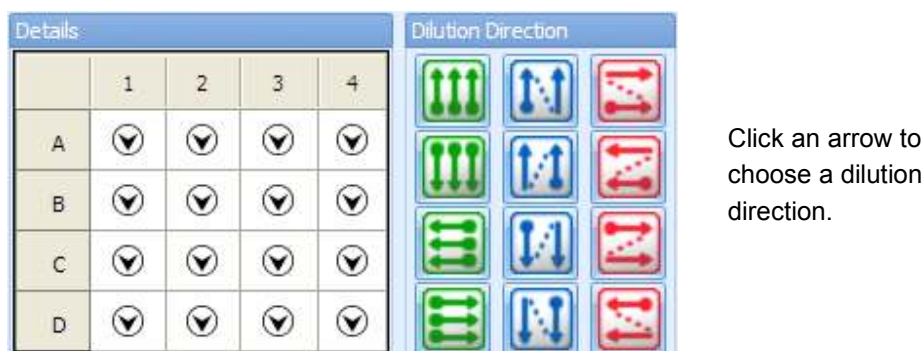 Details
Dilution Direction
1 2 3 4
A
B
C
D
Click an arrow to
choose a dilution
direction.